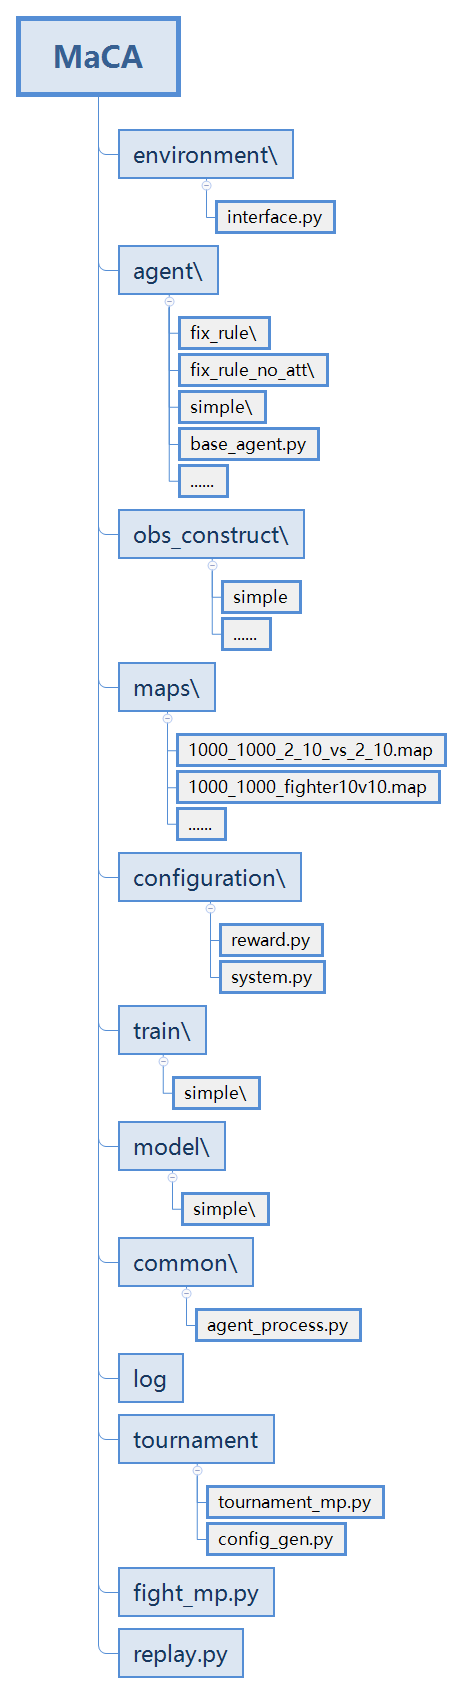 MaCA
environment\
interface.py
agent\
fix_rule\
fix_rule_no_att\
simple\
base_agent.py
......
obs_construct\
simple
......
maps\
1000_1000_2_10_vs_2_10.map
1000_1000_fighter10v10.map
......
configuration\
reward.py
system.py
train\
simple\
model\
simple\
common\
agent_process.py
log
tournament
tournament_mp.py
config_gen.py
fight_mp.py
replay.py